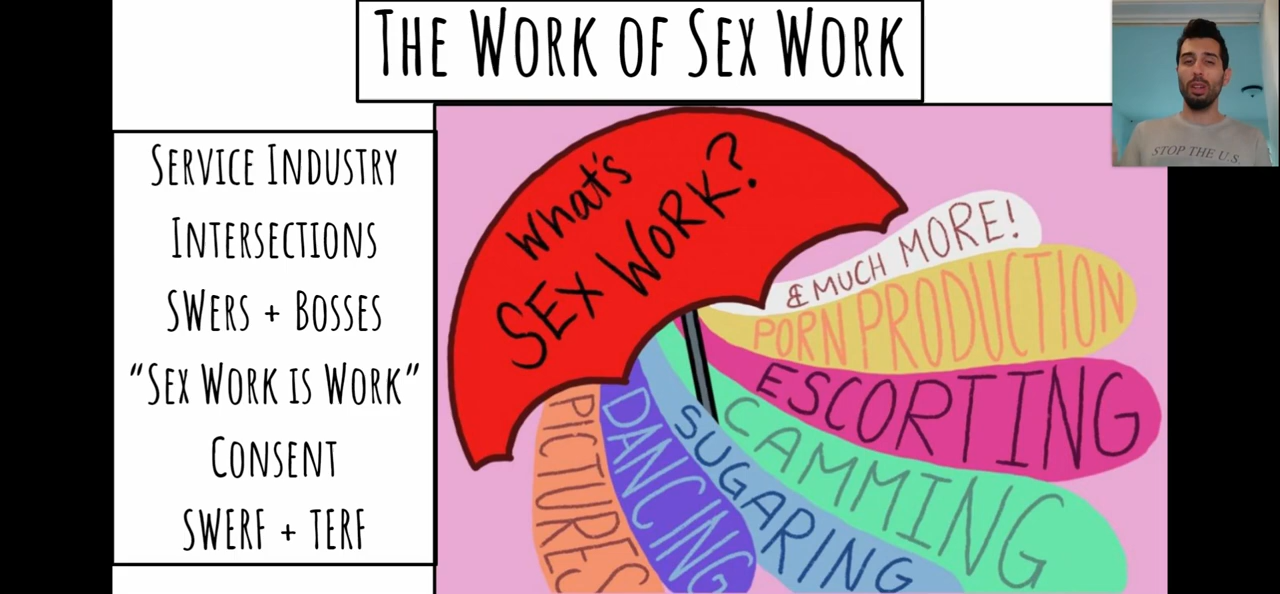 THE WORK OF SEX WORK
SERVICE INDUSTRY
INTERSECTIONS
SWERS + BOSSES
“SEX WORK IS WORK”
CONSENT
SWERF + TERF
What's
SEX WORK?
& MUCH MORE!
PORN PRODUCTION
ESCORTING
CAMMING
SUGARING
DANCING
PICTURES
STOP THE U.S.